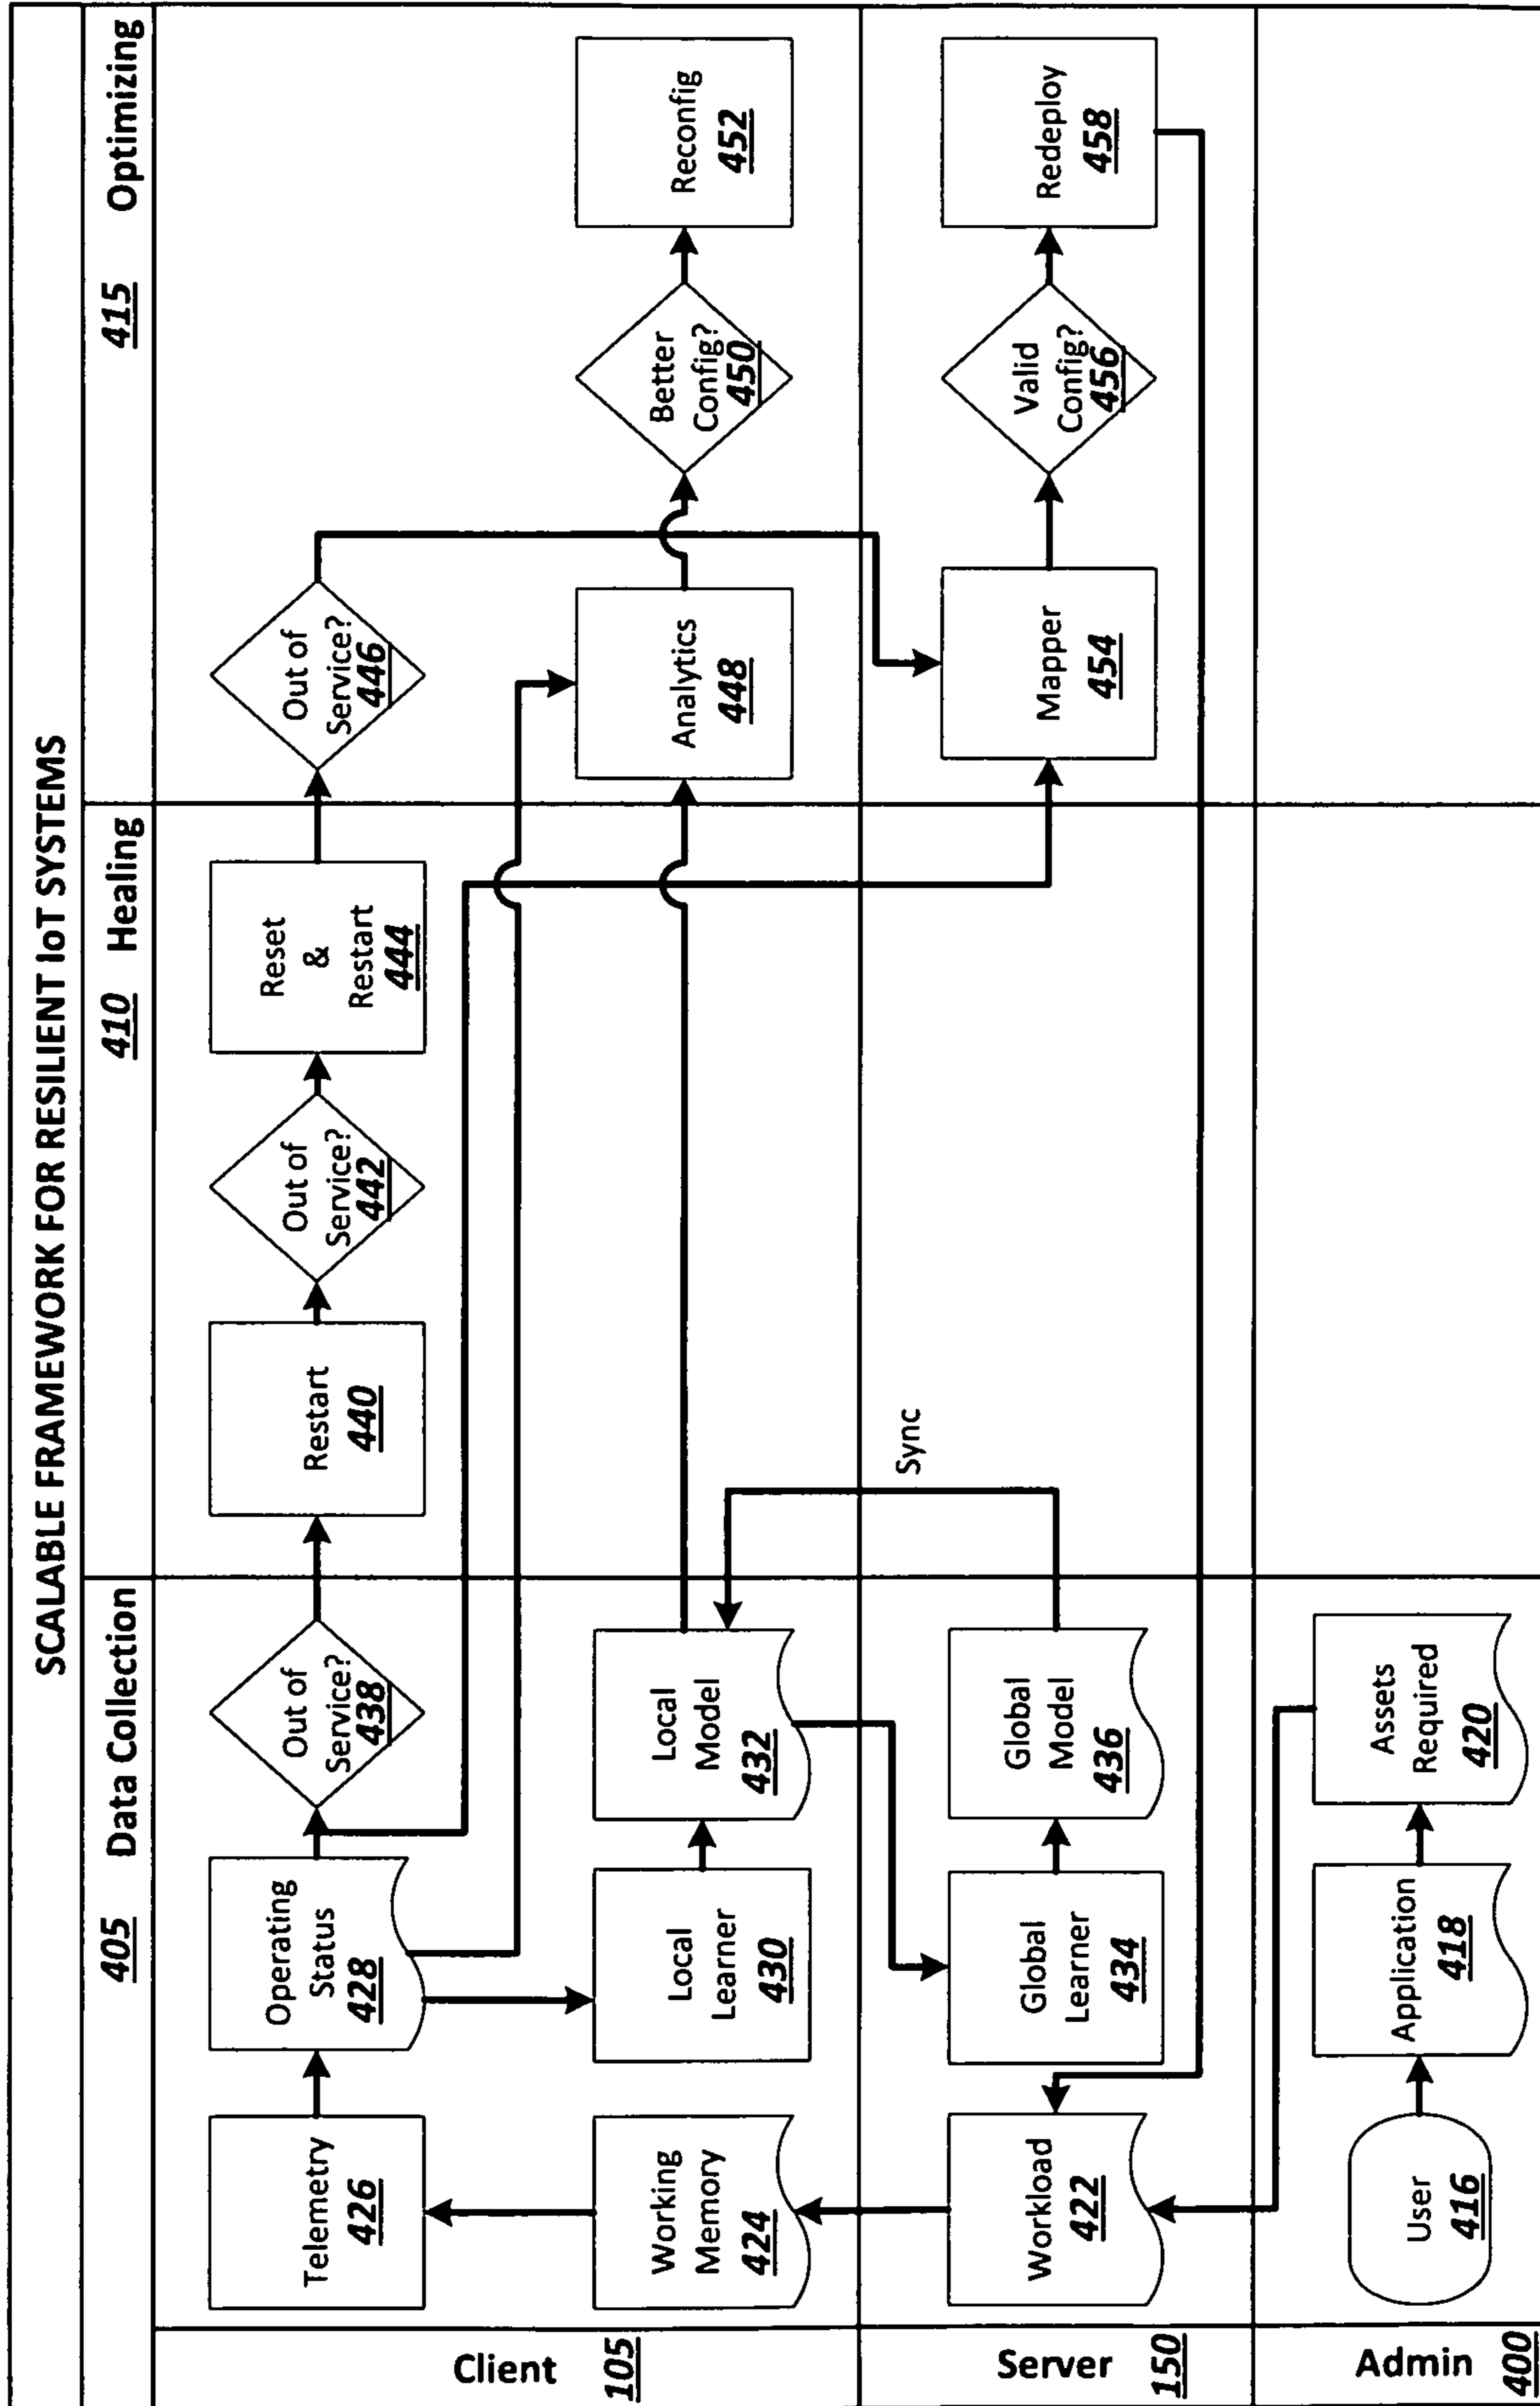 SCALABLE FRAMEWORK FOR RESILIENT IoT SYSTEMS
405 Data Collection
410 Healing
415 Optimizing
Client
105
Telemetry
426
Operating
Status
428
Out of
Service?
438
Restart
440
Out of
Service?
442
Reset
&
Restart
444
Out of
Service?
446
Working
Memory
424
Local
Learner
430
Local
Model
432
Analytics
448
Better
Config?
450
Reconfig
452
Server
150
Sync
Workload
422
Global
Learner
434
Global
Model
436
Mapper
454
Valid
Config?
456
Redeploy
458
Admin
400
User
416
Application
418
Assets
Required
420